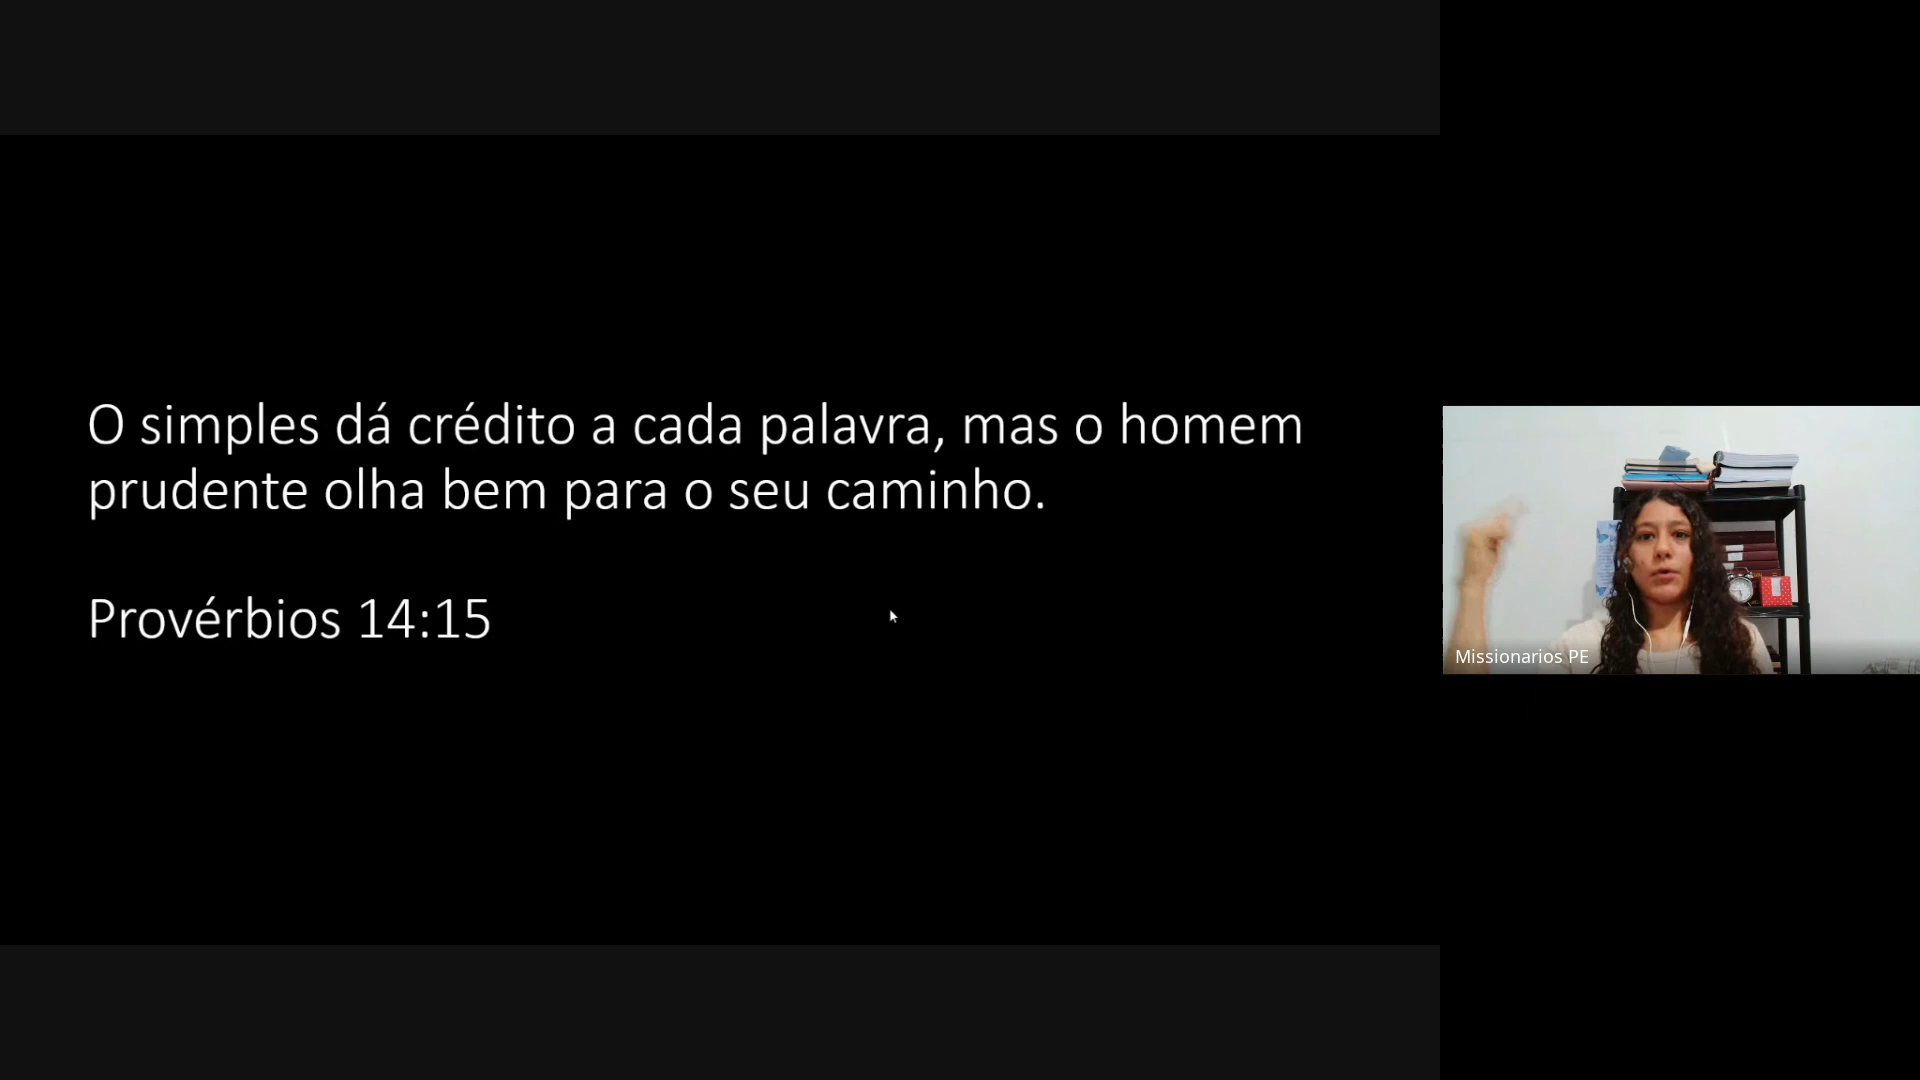 O simples dá crédito a cada palavra, mas o homem
prudente olha bem para o seu caminho.
Provérbios 14:15
Missionarios PE